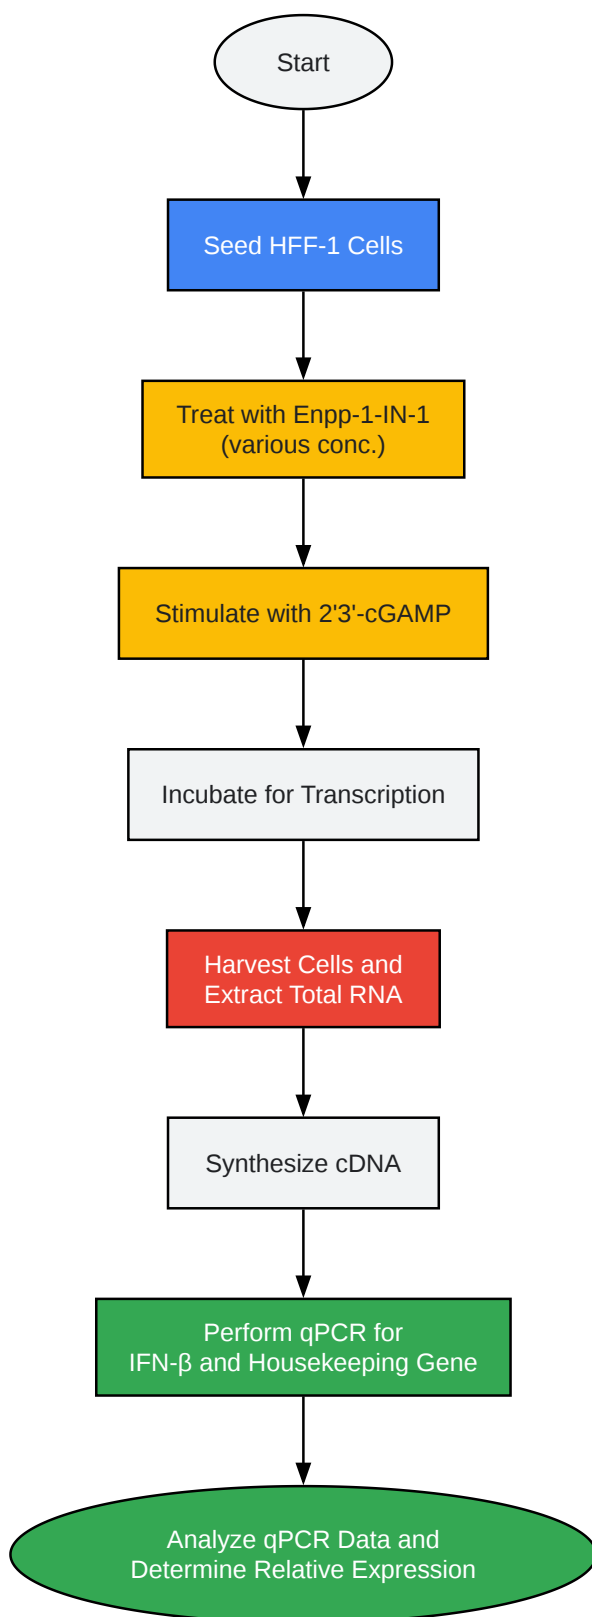 Start
Seed HFF-1 Cells
Treat with Enpp-1-IN-1
(various conc.)
Stimulate with 2'3'-cGAMP
Incubate for Transcription
Harvest Cells and
Extract Total RNA
Synthesize cDNA
Perform qPCR for
IFN-β and Housekeeping Gene
Analyze qPCR Data and
Determine Relative Expression